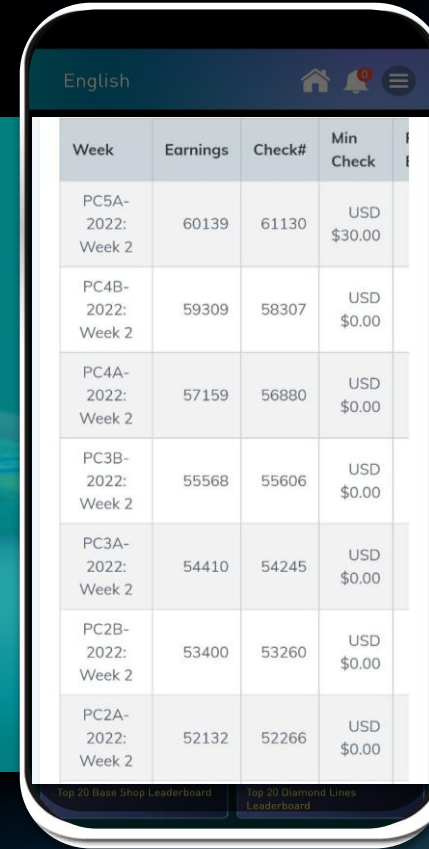 English
0
Week Earnings Check# Min Check
PC5A-2022: Week 2 60139 61130 USD $30.00
PC4B-2022: Week 2 59309 58307 USD $0.00
PC4A-2022: Week 2 57159 56880 USD $0.00
PC3B-2022: Week 2 55568 55606 USD $0.00
PC3A-2022: Week 2 54410 54245 USD $0.00
PC2B-2022: Week 2 53400 53260 USD $0.00
PC2A-2022: Week 2 52132 52266 USD $0.00
Top 20 Base Shop Leaderboard
Top 20 Diamond Lines
Leaderboard